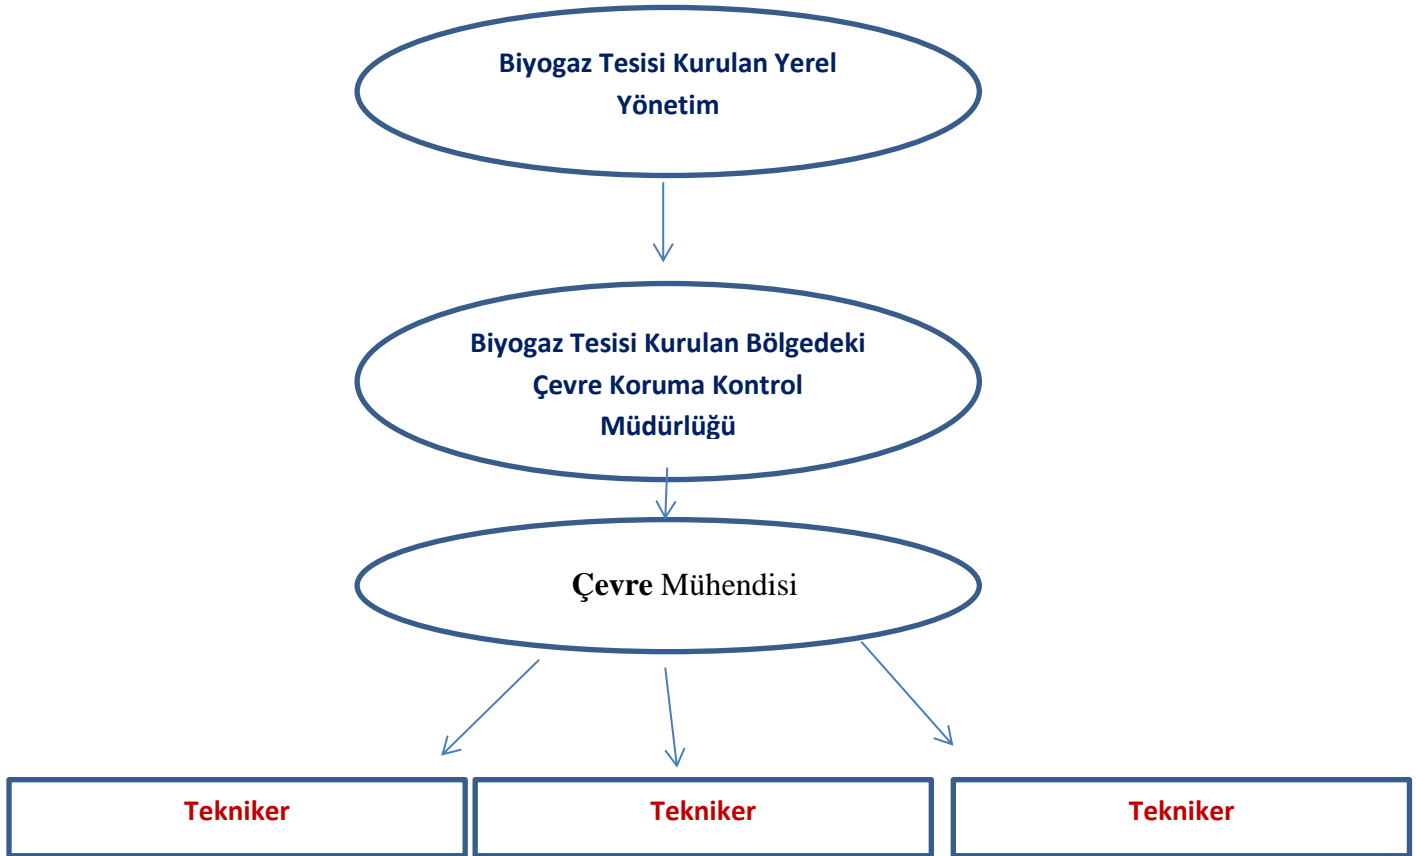 Biyogaz Tesisi Kurulan Yerel
Yönetim
Biyogaz Tesisi Kurulan Bölgedeki
Çevre Koruma Kontrol
Müdürlüğü
Çevre Mühendisi
Tekniker
Tekniker
Tekniker